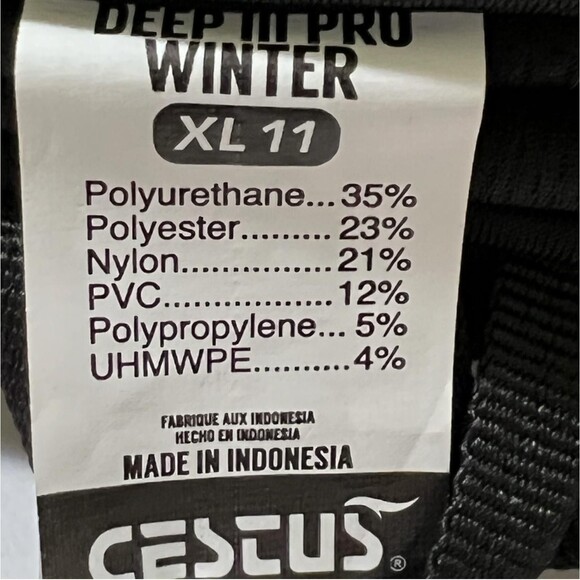 DEEP III PRO
WINTER
XL 11
Polyurethane... 35%
Polyester......... 23%
Nylon............... 21%
PVC................. 12%
Polypropylene... 5%
UHMWPE.......... 4%
FABRIQUE AUX INDONESIA
HECHO EN INDONESIA
MADE IN INDONESIA
CESTUS®